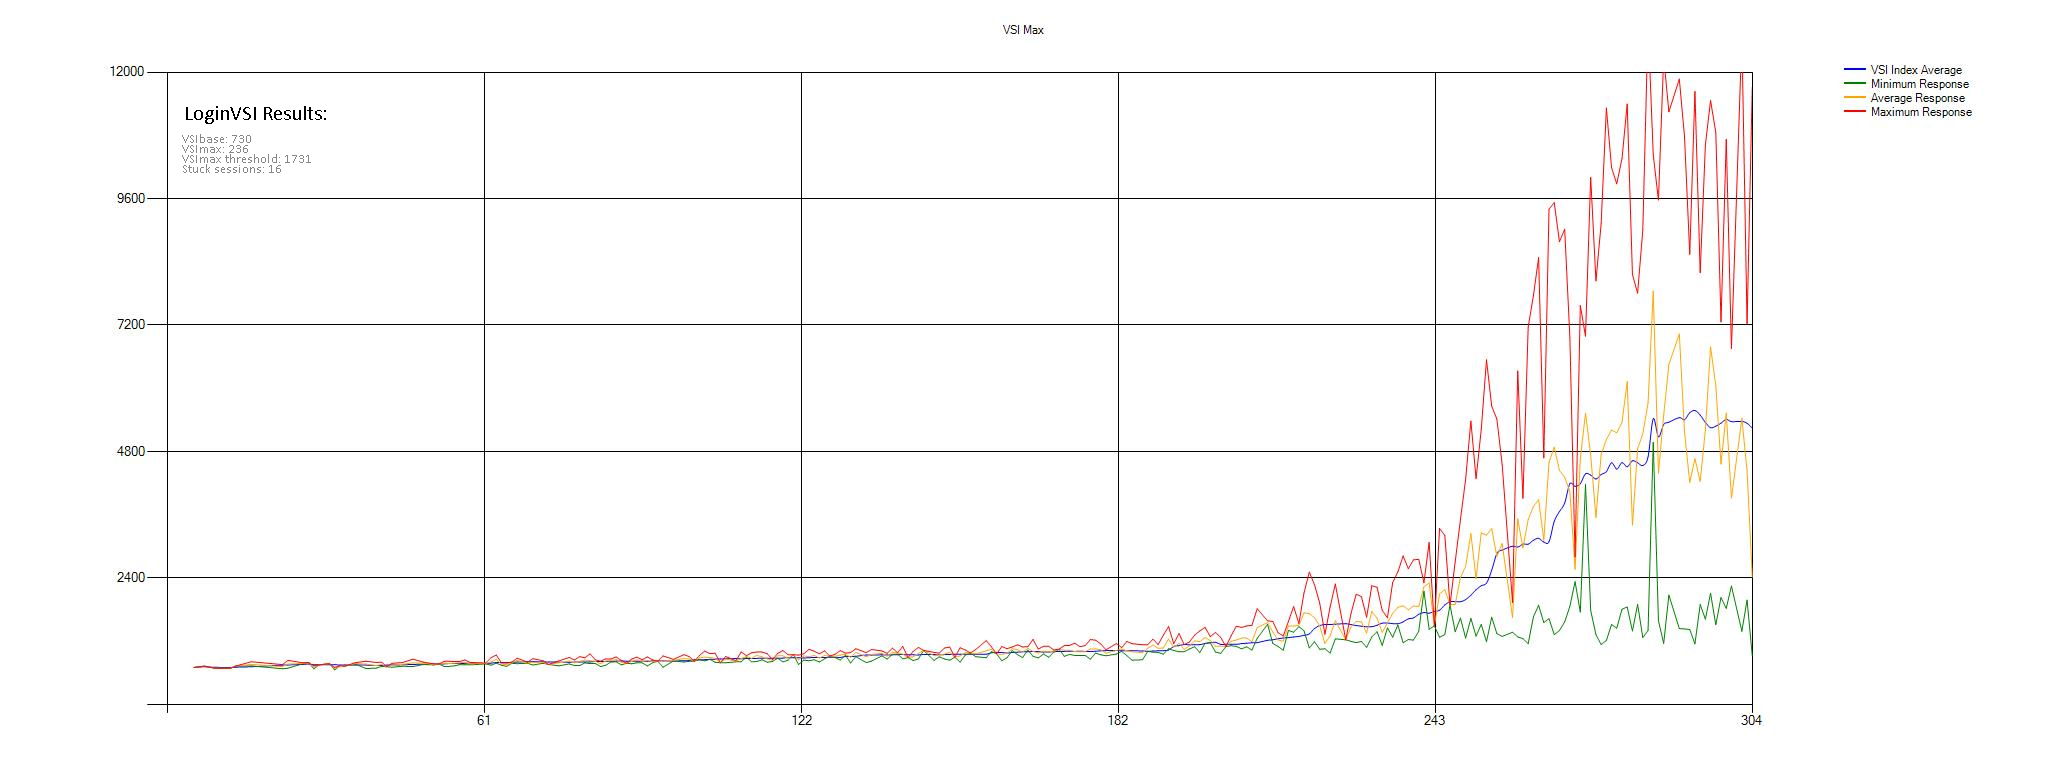 VSI Max
12000
9600
7200
4800
2400
LoginVSI Results:
VSIbase: 730
VSImax: 236
VSImax threshold: 1731
Stuck sessions: 16
61
122
182
243
304
VSI Index Average
Minimum Response
Average Response
Maximum Response